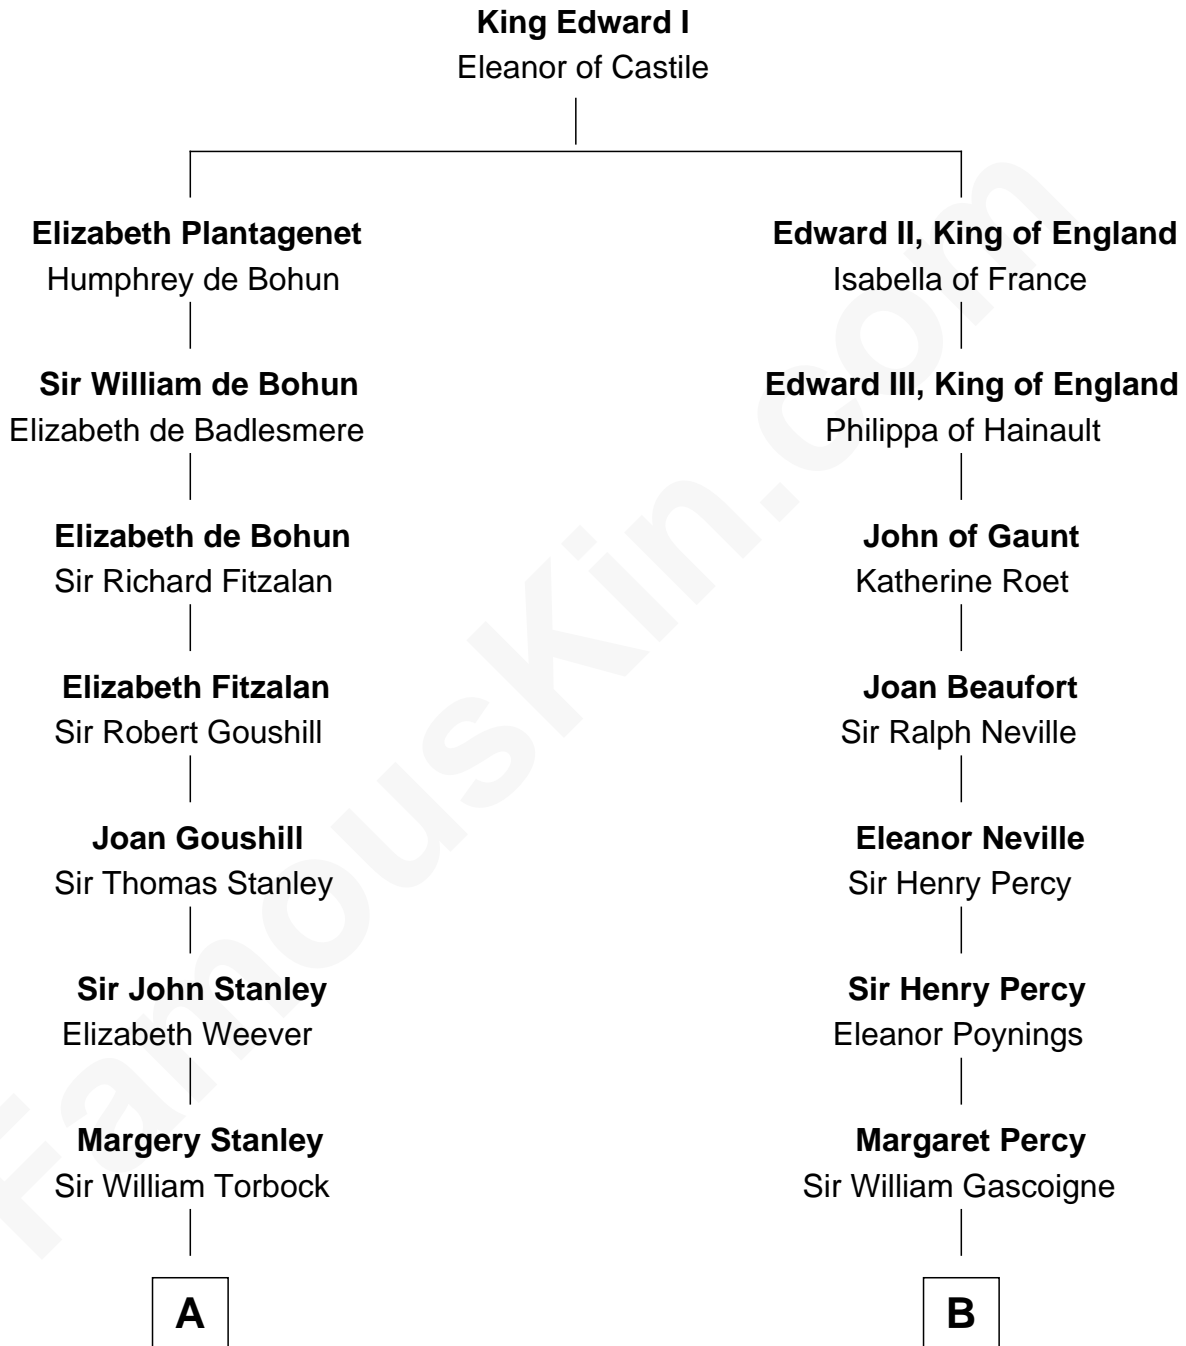 King Edward I
Eleanor of Castile
Elizabeth Plantagenet
Humphrey de Bohun
Edward II, King of England
Isabella of France
Sir William de Bohun
Elizabeth de Badlesmere
Edward III, King of England
Philippa of Hainault
Elizabeth de Bohun
Sir Richard Fitzalan
John of Gaunt
Katherine Roet
Elizabeth Fitzalan
Sir Robert Goushill
Joan Beaufort
Sir Ralph Neville
Joan Goushill
Sir Thomas Stanley
Eleanor Neville
Sir Henry Percy
Sir John Stanley
Elizabeth Weever
Sir Henry Percy
Eleanor Poynings
Margery Stanley
Sir William Torbock
Margaret Percy
Sir William Gascoigne
A
B
FamousKin.com